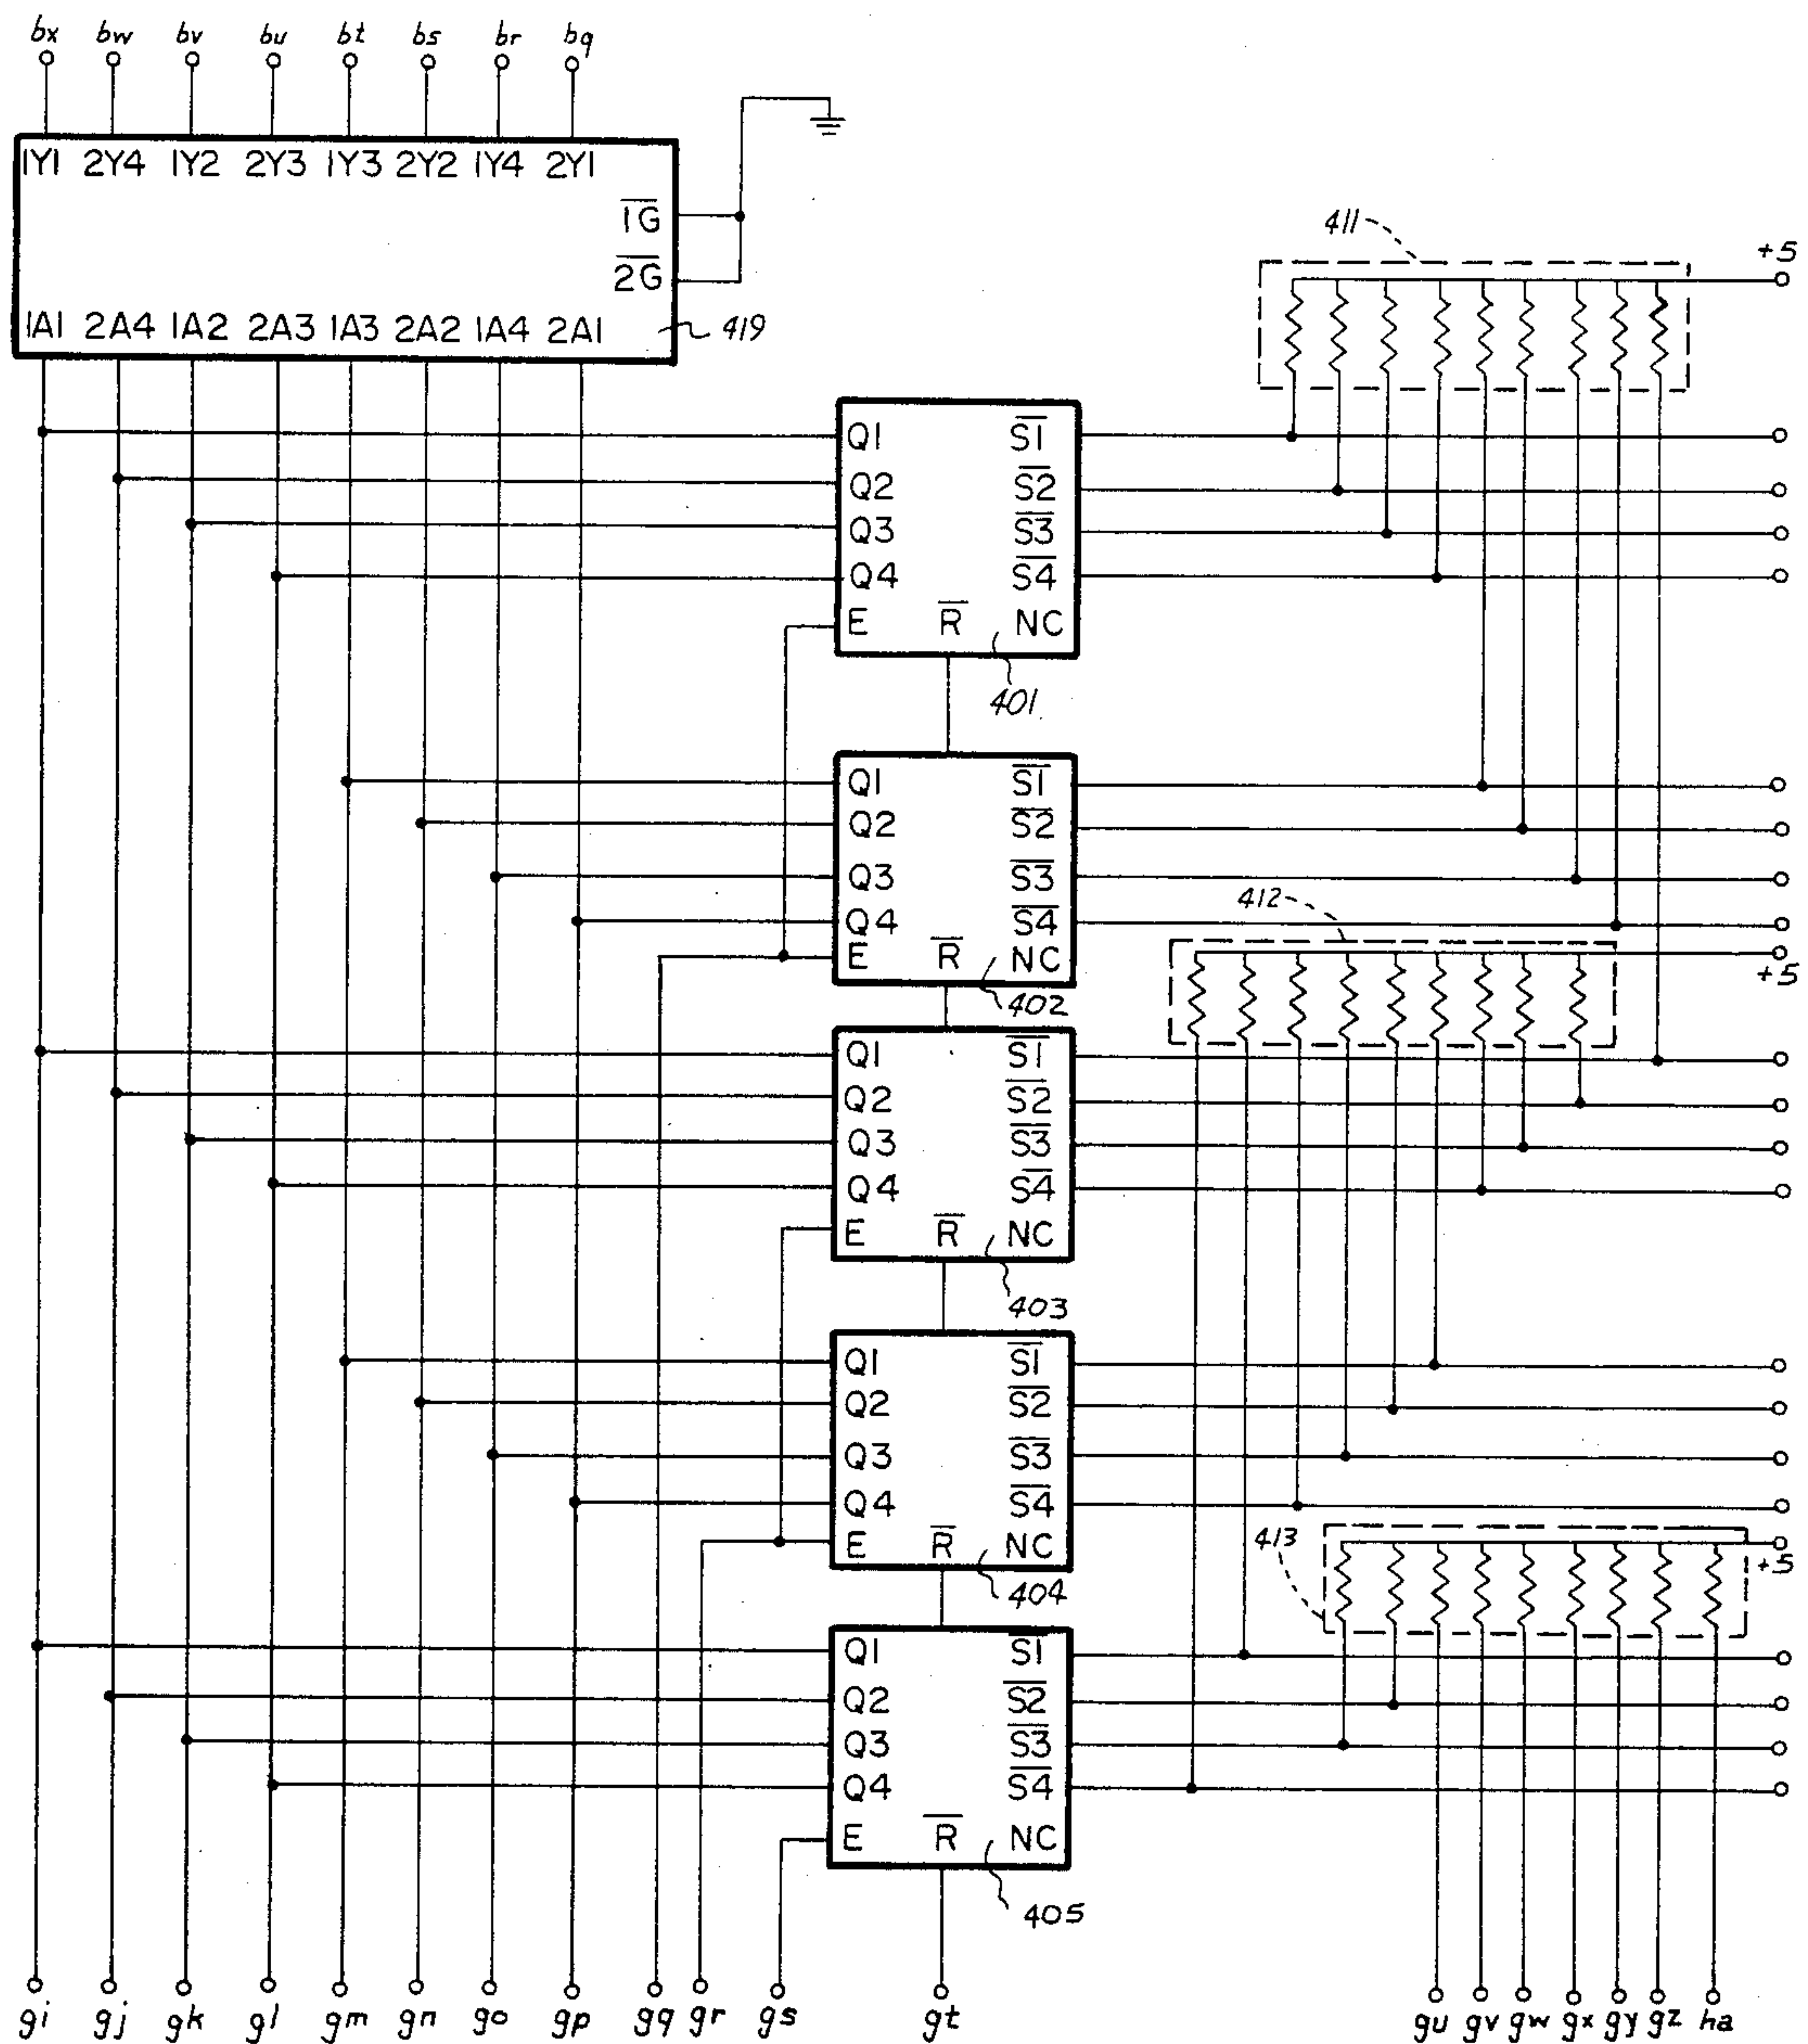 bx bw bv bu bt bs br bq
1Y1 2Y4 1Y2 2Y3 1Y3 2Y2 1Y4 2Y1
1G
2G
1A1 2A4 1A2 2A3 1A3 2A2 1A4 2A1
419
411
+5
Q1 S1
Q2 S2
Q3 S3
Q4 S4
E R NC
401
Q1 S1
Q2 S2
Q3 S3
412
Q4 S4
E R NC
+5
402
Q1 S1
Q2 S2
Q3 S3
Q4 S4
E R NC
403
Q1 S1
Q2 S2
Q3 S3
Q4 S4
413
E R NC
+5
404
Q1 S1
Q2 S2
Q3 S3
Q4 S4
E R NC
405
gi gj gk gl gm gn go gp gq gr gs gt gu gv gw gx gy gz ha